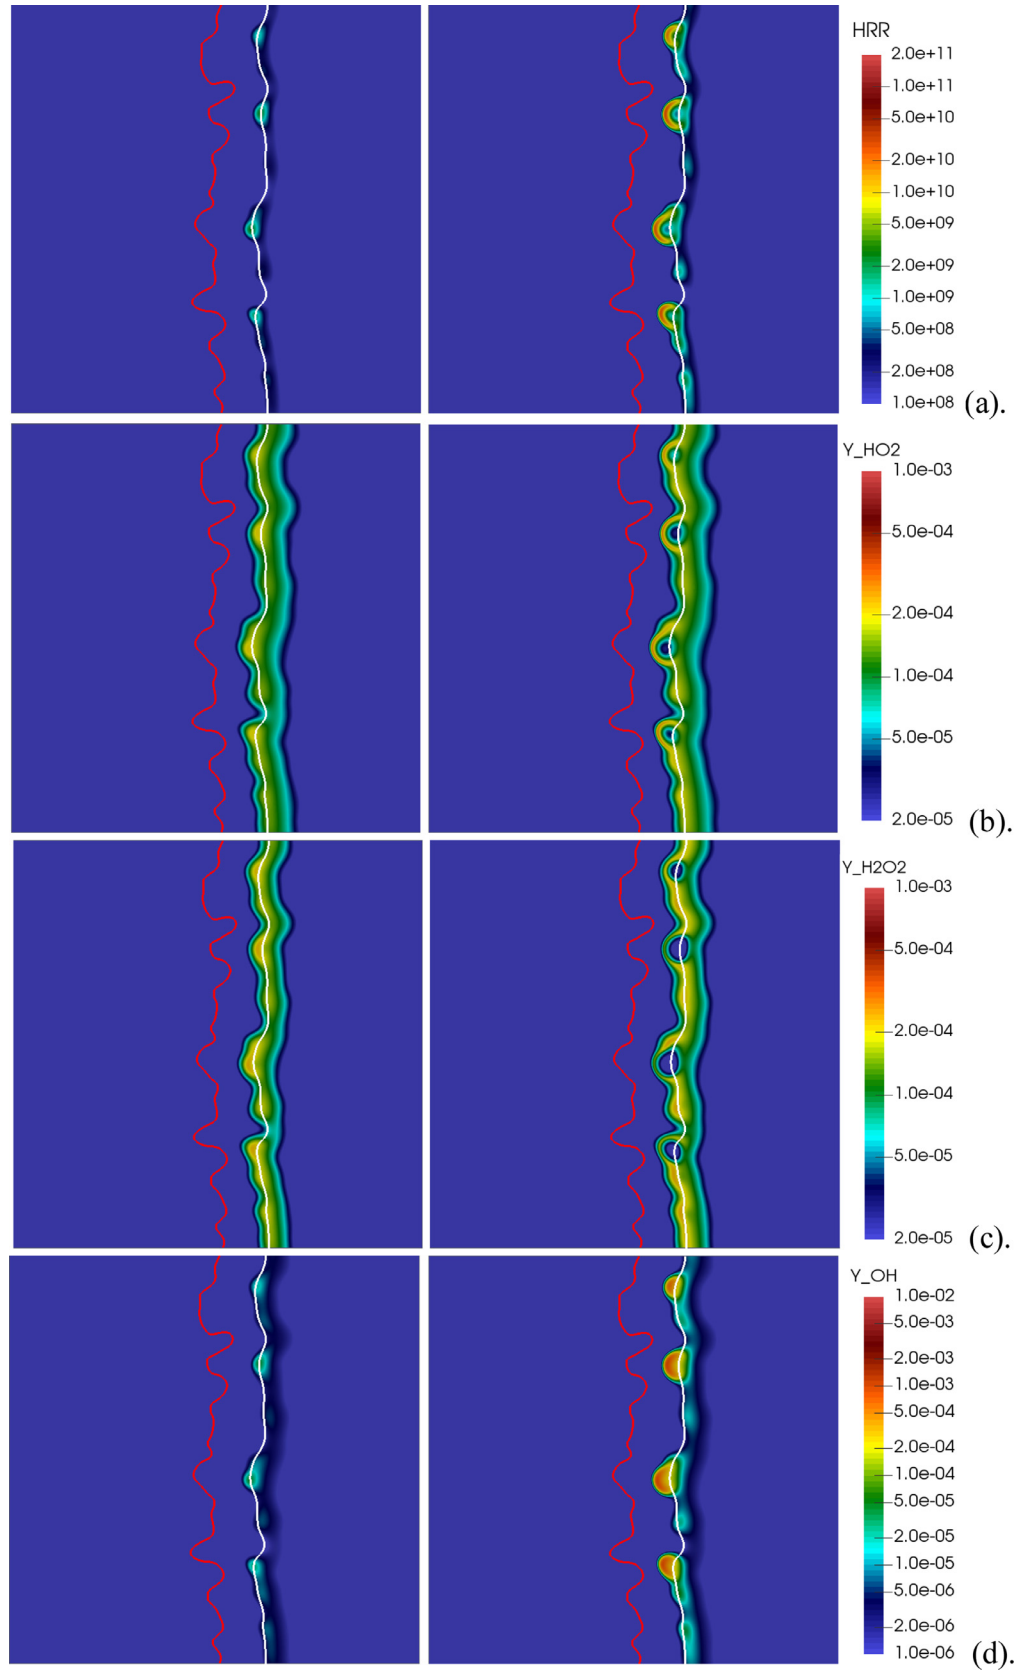 HRR
2.0e+11
1.0e+11
5.0e+10
2.0e+10
1.0e+10
5.0e+09
2.0e+09
1.0e+09
5.0e+08
2.0e+08
1.0e+08
(a).
Y_HO2
1.0e-03
5.0e-04
2.0e-04
1.0e-04
5.0e-05
2.0e-05
(b).
Y_H2O2
1.0e-03
5.0e-04
2.0e-04
1.0e-04
5.0e-05
2.0e-05
(c).
Y_OH
1.0e-02
5.0e-03
2.0e-03
1.0e-03
5.0e-04
2.0e-04
1.0e-04
5.0e-05
2.0e-05
1.0e-05
5.0e-06
2.0e-06
1.0e-06
(d).